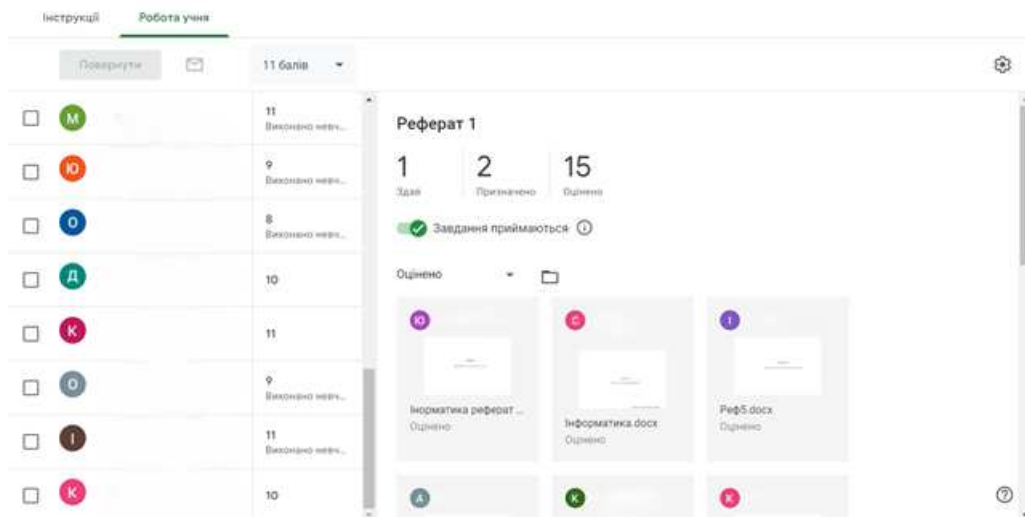 Інструкції
Робота учня
Повернути
11 балів
М
11
Виконано невч...
Ю
9
Виконано невч...
О
8
Виконано невч...
Д
10
К
11
О
9
Виконано невч...
І
11
Виконано невч...
К
10
Реферат 1
1
Здав
2
Призначено
15
Оцінено
Завдання приймаються
Оцінено
Ю
Інорматика реферат ...
Оцінено
С
Інформатика.docx
Оцінено
І
Реф5.docx
Оцінено
А
К
К